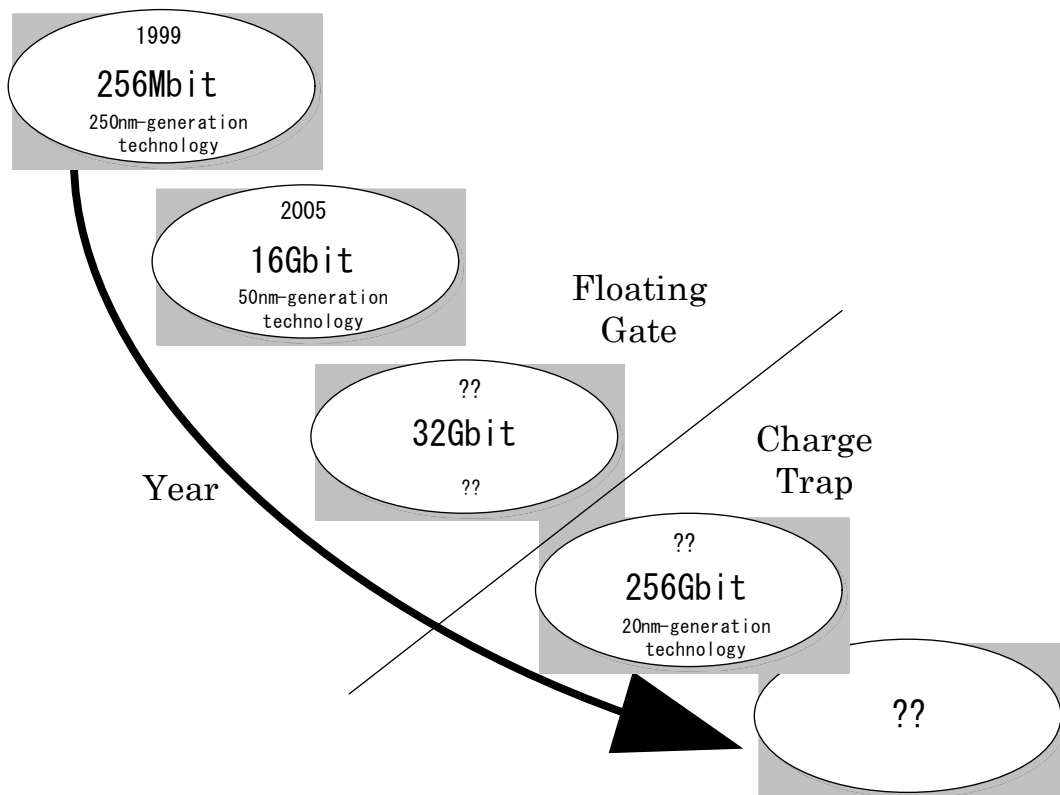 1999
256Mbit
250nm-generation
technology
2005
16Gbit
50nm-generation
technology
Floating
Gate
??
32Gbit
??
Charge
Trap
Year
??
256Gbit
20nm-generation
technology
??